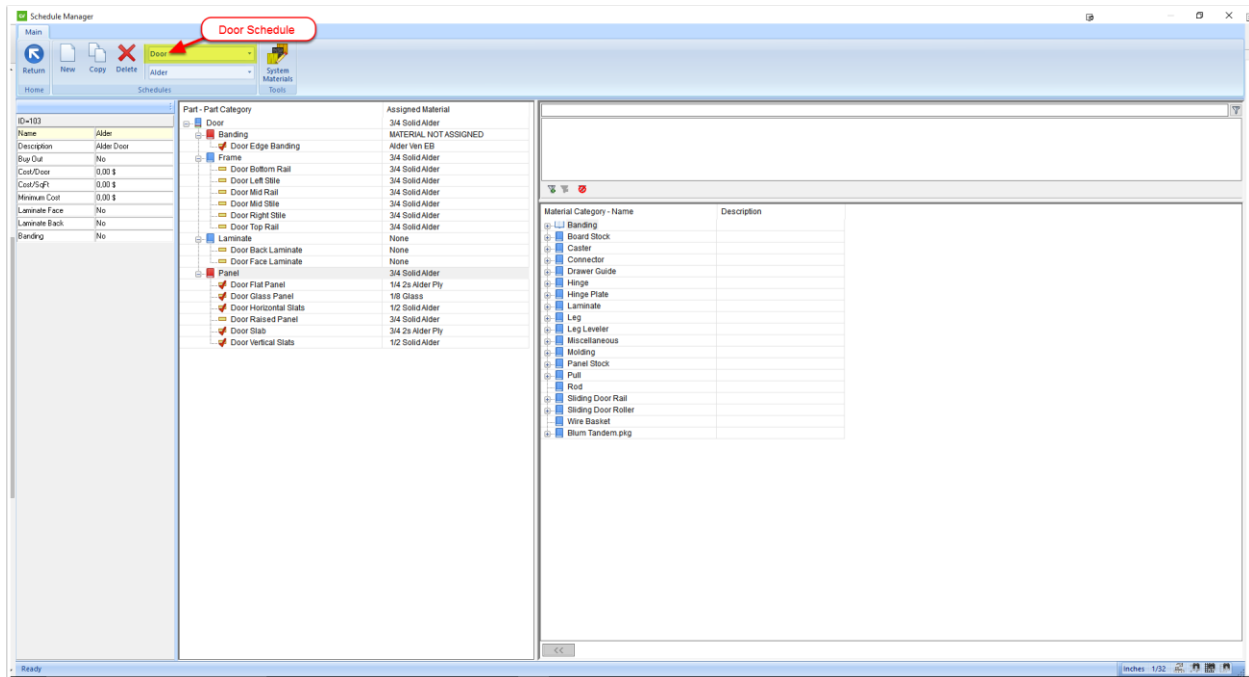 Schedule Manager
Main
Door Schedule
Return
New
Copy
Delete
Door
Alder
System
Materials
Home
Schedules
Tools
ID=103
Name Alder
Description Alder Door
Buy Out No
Cost/Door 0,00 $
Cost/SqFt 0,00 $
Minimum Cost 0,00 $
Laminate Face No
Laminate Back No
Banding No
Part - Part Category Assigned Material
Door 3/4 Solid Alder
Banding MATERIAL NOT ASSIGNED
Door Edge Banding Alder Ven EB
Frame 3/4 Solid Alder
Door Bottom Rail 3/4 Solid Alder
Door Left Stile 3/4 Solid Alder
Door Mid Rail 3/4 Solid Alder
Door Mid Stile 3/4 Solid Alder
Door Right Stile 3/4 Solid Alder
Door Top Rail 3/4 Solid Alder
Laminate None
Door Back Laminate None
Door Face Laminate None
Panel 3/4 Solid Alder
Door Flat Panel 1/4 2s Alder Ply
Door Glass Panel 1/8 Glass
Door Horizontal Slats 1/2 Solid Alder
Door Raised Panel 3/4 Solid Alder
Door Slab 3/4 2s Alder Ply
Door Vertical Slats 1/2 Solid Alder
Material Category - Name Description
Banding
Board Stock
Caster
Connector
Drawer Guide
Hinge
Hinge Plate
Laminate
Leg
Leg Leveler
Miscellaneous
Molding
Panel Stock
Pull
Rod
Sliding Door Rail
Sliding Door Roller
Wire Basket
Blum Tandem.pkg
<<
Ready
Inches 1/32